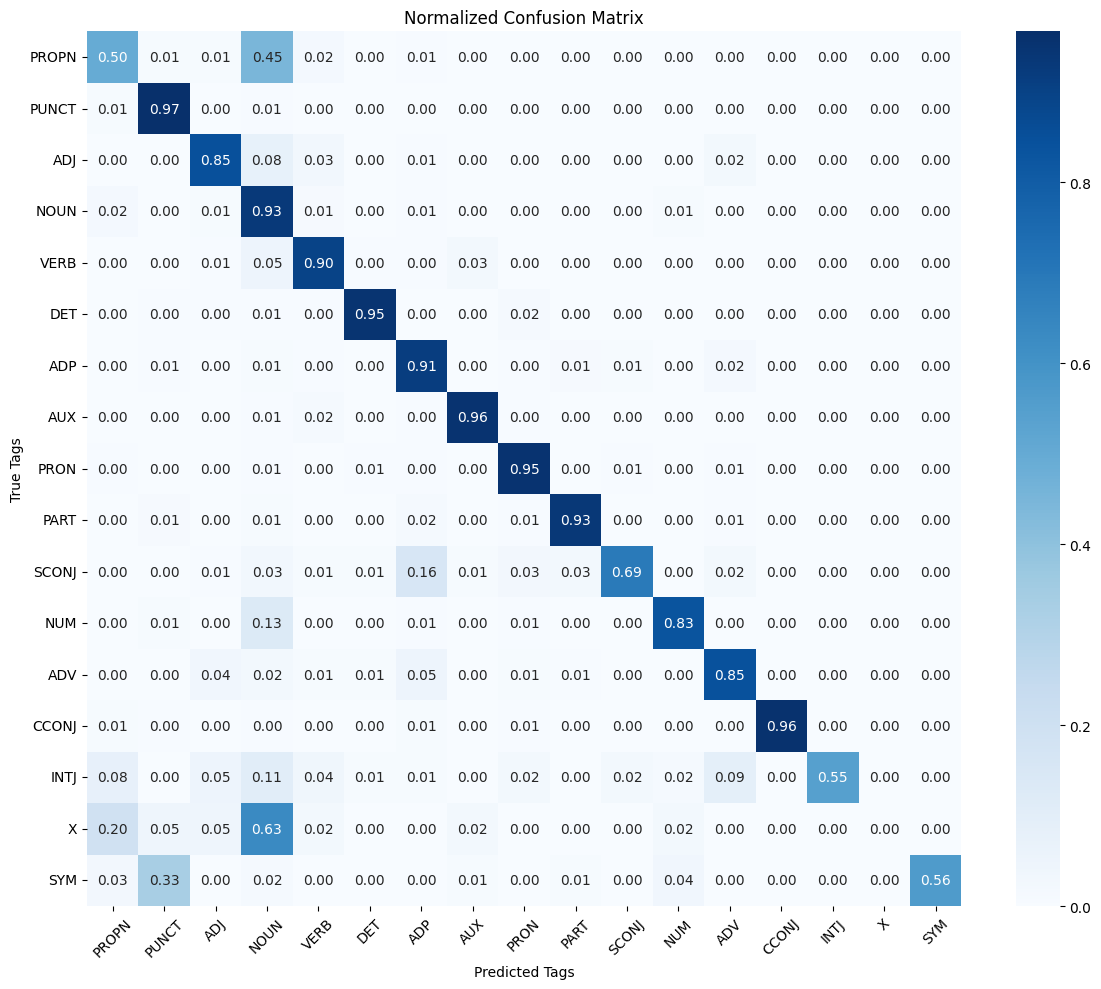 Normalized Confusion Matrix
PROPN 0.50 0.01 0.01 0.45 0.02 0.00 0.01 0.00 0.00 0.00 0.00 0.00 0.00 0.00 0.00 0.00 0.00
PUNCT 0.01 0.97 0.00 0.01 0.00 0.00 0.00 0.00 0.00 0.00 0.00 0.00 0.00 0.00 0.00 0.00 0.00
ADJ 0.00 0.00 0.85 0.08 0.03 0.00 0.01 0.00 0.00 0.00 0.00 0.00 0.02 0.00 0.00 0.00 0.00
NOUN 0.02 0.00 0.01 0.93 0.01 0.00 0.01 0.00 0.00 0.00 0.00 0.01 0.00 0.00 0.00 0.00 0.00
VERB 0.00 0.00 0.01 0.05 0.90 0.00 0.00 0.03 0.00 0.00 0.00 0.00 0.00 0.00 0.00 0.00 0.00
DET 0.00 0.00 0.00 0.01 0.00 0.95 0.00 0.00 0.02 0.00 0.00 0.00 0.00 0.00 0.00 0.00 0.00
ADP 0.00 0.01 0.00 0.01 0.00 0.00 0.91 0.00 0.00 0.01 0.01 0.00 0.02 0.00 0.00 0.00 0.00
AUX 0.00 0.00 0.00 0.01 0.02 0.00 0.00 0.96 0.00 0.00 0.00 0.00 0.00 0.00 0.00 0.00 0.00
PRON 0.00 0.00 0.00 0.01 0.00 0.01 0.00 0.00 0.95 0.00 0.01 0.00 0.01 0.00 0.00 0.00 0.00
PART 0.00 0.01 0.00 0.01 0.00 0.00 0.02 0.00 0.01 0.93 0.00 0.00 0.01 0.00 0.00 0.00 0.00
SCONJ 0.00 0.00 0.01 0.03 0.01 0.01 0.16 0.01 0.03 0.03 0.69 0.00 0.02 0.00 0.00 0.00 0.00
NUM 0.00 0.01 0.00 0.13 0.00 0.00 0.01 0.00 0.01 0.00 0.00 0.83 0.00 0.00 0.00 0.00 0.00
ADV 0.00 0.00 0.04 0.02 0.01 0.01 0.05 0.00 0.01 0.01 0.00 0.00 0.85 0.00 0.00 0.00 0.00
CCONJ 0.01 0.00 0.00 0.00 0.00 0.00 0.01 0.00 0.01 0.00 0.00 0.00 0.00 0.96 0.00 0.00 0.00
INTJ 0.08 0.00 0.05 0.11 0.04 0.01 0.01 0.00 0.02 0.00 0.02 0.02 0.09 0.00 0.55 0.00 0.00
X 0.20 0.05 0.05 0.63 0.02 0.00 0.00 0.02 0.00 0.00 0.00 0.02 0.00 0.00 0.00 0.00 0.00
SYM 0.03 0.33 0.00 0.02 0.00 0.00 0.00 0.01 0.00 0.01 0.00 0.04 0.00 0.00 0.00 0.00 0.56
PROPN PUNCT ADJ NOUN VERB DET ADP AUX PRON PART SCONJ NUM ADV CCONJ INTJ X SYM
Predicted Tags
True Tags
0.8
0.6
0.4
0.2
0.0